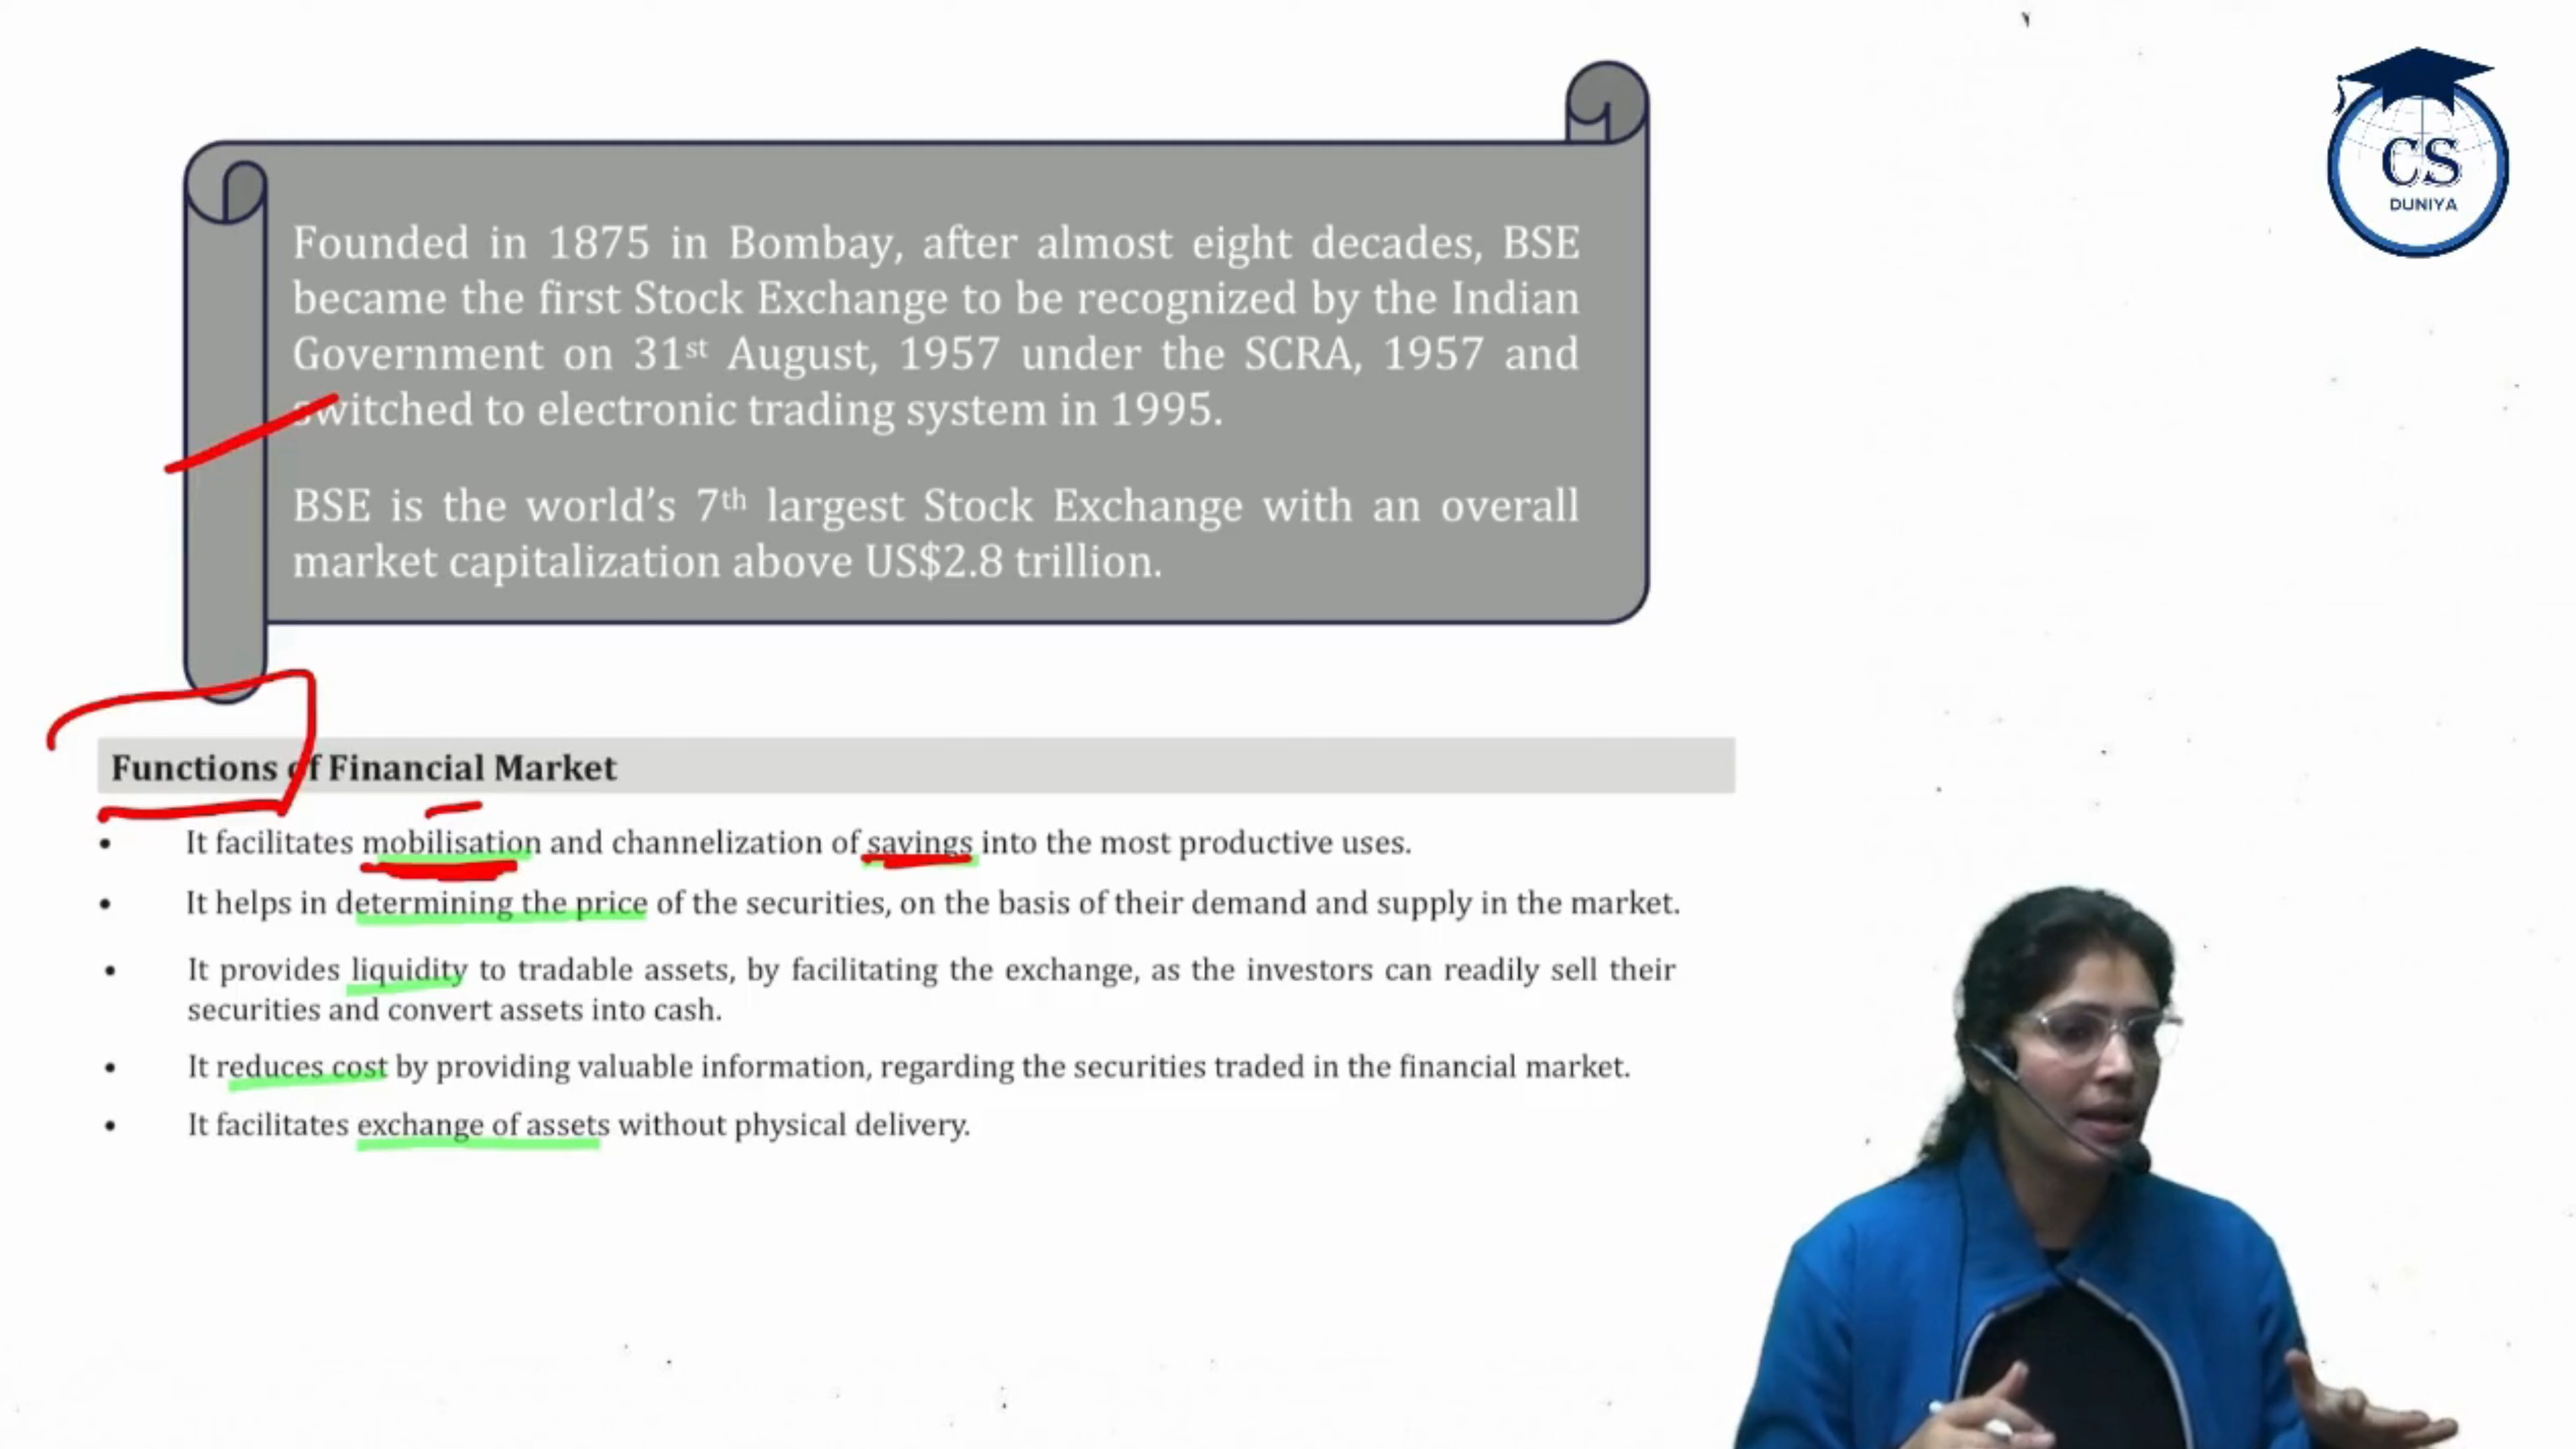 CS
DUNIYA
Founded in 1875 in Bombay, after almost eight decades, BSE
became the first Stock Exchange to be recognized by the Indian
Government on 31st August, 1957 under the SCRA, 1957 and
switched to electronic trading system in 1995.
BSE is the world’s 7th largest Stock Exchange with an overall
market capitalization above US$2.8 trillion.
Functions of Financial Market
• It facilitates mobilisation and channelization of savings into the most productive uses.
• It helps in determining the price of the securities, on the basis of their demand and supply in the market.
• It provides liquidity to tradable assets, by facilitating the exchange, as the investors can readily sell their
securities and convert assets into cash.
• It reduces cost by providing valuable information, regarding the securities traded in the financial market.
• It facilitates exchange of assets without physical delivery.